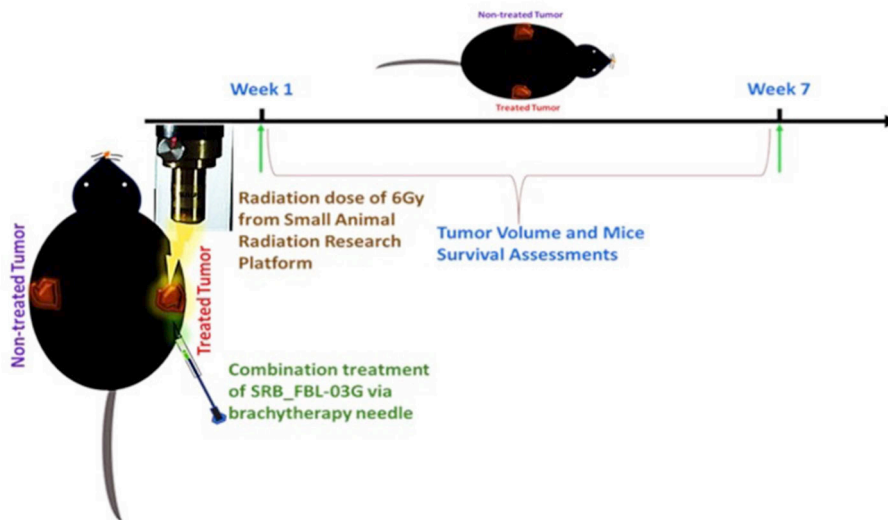 Non-treated Tumor
Treated Tumor
Week 1
Week 7
Radiation dose of 6Gy
from Small Animal
Radiation Research
Platform
Tumor Volume and Mice
Survival Assessments
Non-treated Tumor
Treated Tumor
Combination treatment
of SRB_FBL-03G via
brachytherapy needle